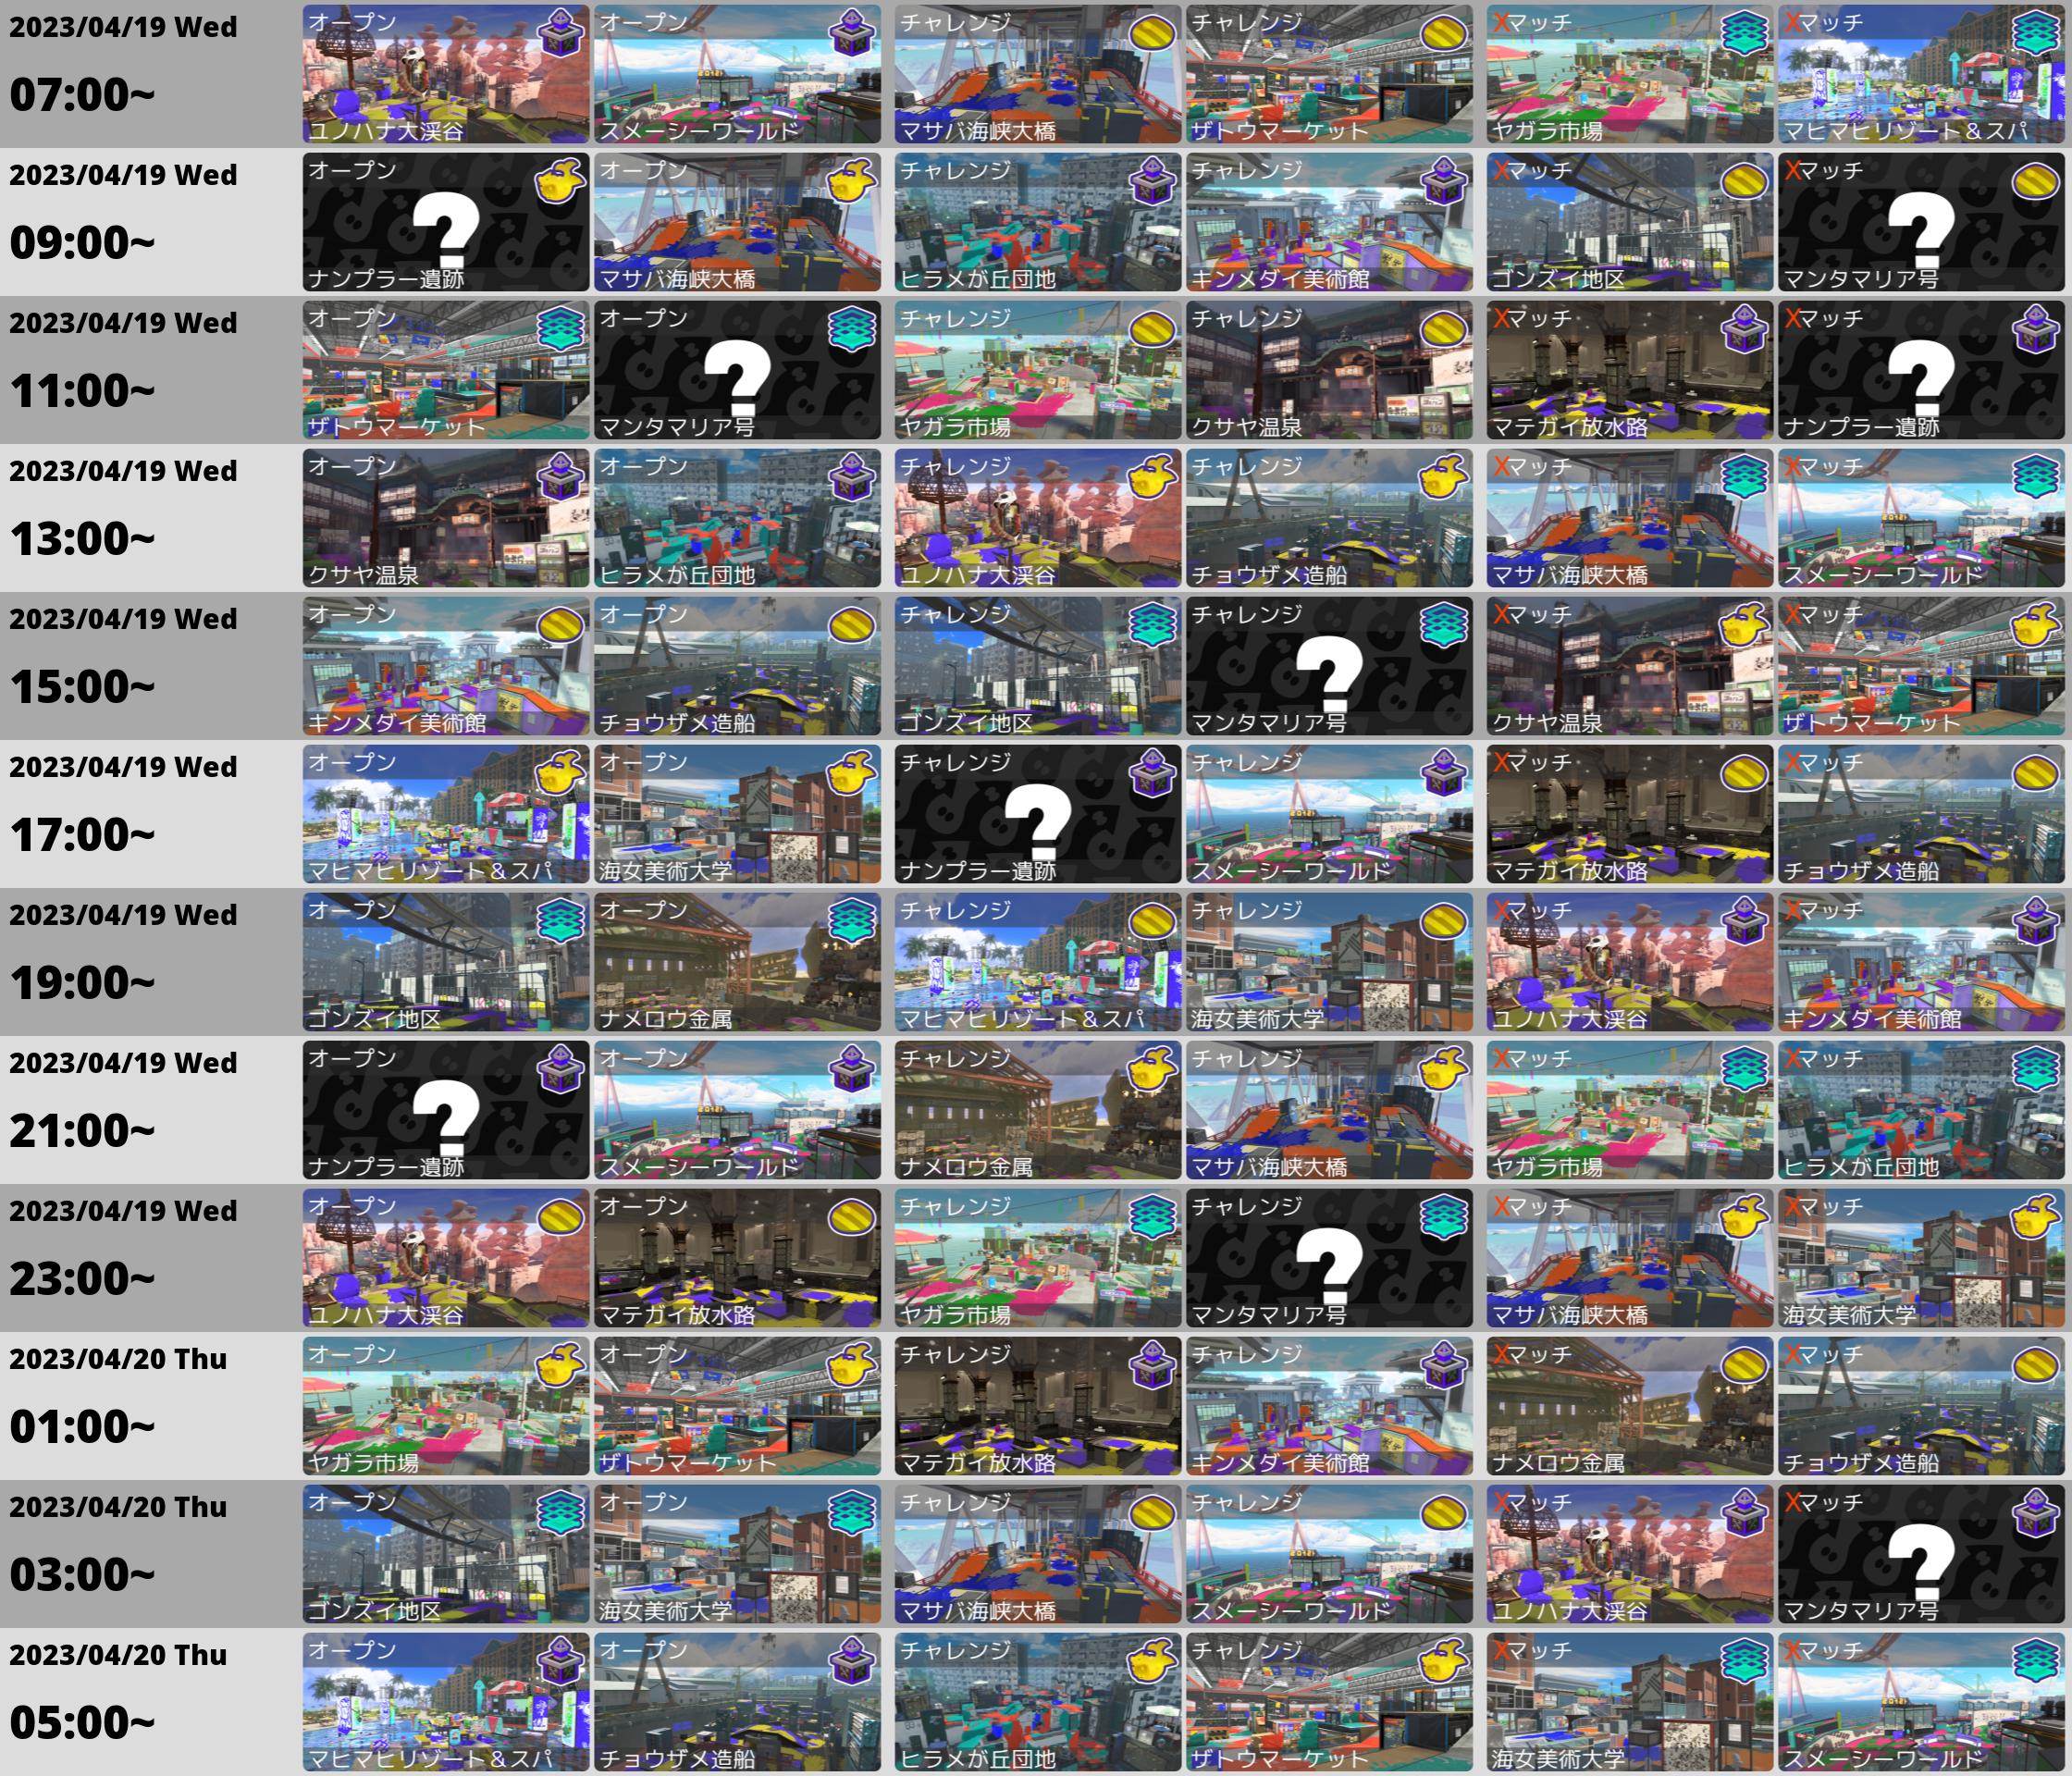 2023/04/19 Wed
07:00~
オープン
ユノハナ大渓谷
オープン
スメーシーワールド
チャレンジ
マサバ海峡大橋
チャレンジ
ザトウマーケット
Xマッチ
ヤガラ市場
Xマッチ
マヒマヒリゾート＆スパ
2023/04/19 Wed
09:00~
オープン
?
ナンプラー遺跡
オープン
マサバ海峡大橋
チャレンジ
ヒラメが丘団地
チャレンジ
キンメダイ美術館
Xマッチ
ゴンズイ地区
Xマッチ
?
マンタマリア号
2023/04/19 Wed
11:00~
オープン
ザトウマーケット
オープン
?
マンタマリア号
チャレンジ
ヤガラ市場
チャレンジ
クサヤ温泉
Xマッチ
マテガイ放水路
Xマッチ
?
ナンプラー遺跡
2023/04/19 Wed
13:00~
オープン
クサヤ温泉
オープン
ヒラメが丘団地
チャレンジ
ユノハナ大渓谷
チャレンジ
チョウザメ造船
Xマッチ
マサバ海峡大橋
Xマッチ
スメーシーワールド
2023/04/19 Wed
15:00~
オープン
キンメダイ美術館
オープン
チョウザメ造船
チャレンジ
ゴンズイ地区
チャレンジ
?
マンタマリア号
Xマッチ
クサヤ温泉
Xマッチ
ザトウマーケット
2023/04/19 Wed
17:00~
オープン
マヒマヒリゾート＆スパ
オープン
海女美術大学
チャレンジ
?
ナンプラー遺跡
チャレンジ
スメーシーワールド
Xマッチ
マテガイ放水路
Xマッチ
チョウザメ造船
2023/04/19 Wed
19:00~
オープン
ゴンズイ地区
オープン
ナメロウ金属
チャレンジ
マヒマヒリゾート＆スパ
チャレンジ
海女美術大学
Xマッチ
ユノハナ大渓谷
Xマッチ
キンメダイ美術館
2023/04/19 Wed
21:00~
オープン
?
ナンプラー遺跡
オープン
スメーシーワールド
チャレンジ
ナメロウ金属
チャレンジ
マサバ海峡大橋
Xマッチ
ヤガラ市場
Xマッチ
ヒラメが丘団地
2023/04/19 Wed
23:00~
オープン
ユノハナ大渓谷
オープン
マテガイ放水路
チャレンジ
ヤガラ市場
チャレンジ
?
マンタマリア号
Xマッチ
マサバ海峡大橋
Xマッチ
海女美術大学
2023/04/20 Thu
01:00~
オープン
ヤガラ市場
オープン
ザトウマーケット
チャレンジ
マテガイ放水路
チャレンジ
キンメダイ美術館
Xマッチ
ナメロウ金属
Xマッチ
チョウザメ造船
2023/04/20 Thu
03:00~
オープン
ゴンズイ地区
オープン
海女美術大学
チャレンジ
マサバ海峡大橋
チャレンジ
スメーシーワールド
Xマッチ
ユノハナ大渓谷
Xマッチ
?
マンタマリア号
2023/04/20 Thu
05:00~
オープン
マヒマヒリゾート＆スパ
オープン
チョウザメ造船
チャレンジ
ヒラメが丘団地
チャレンジ
ザトウマーケット
Xマッチ
海女美術大学
Xマッチ
スメーシーワールド